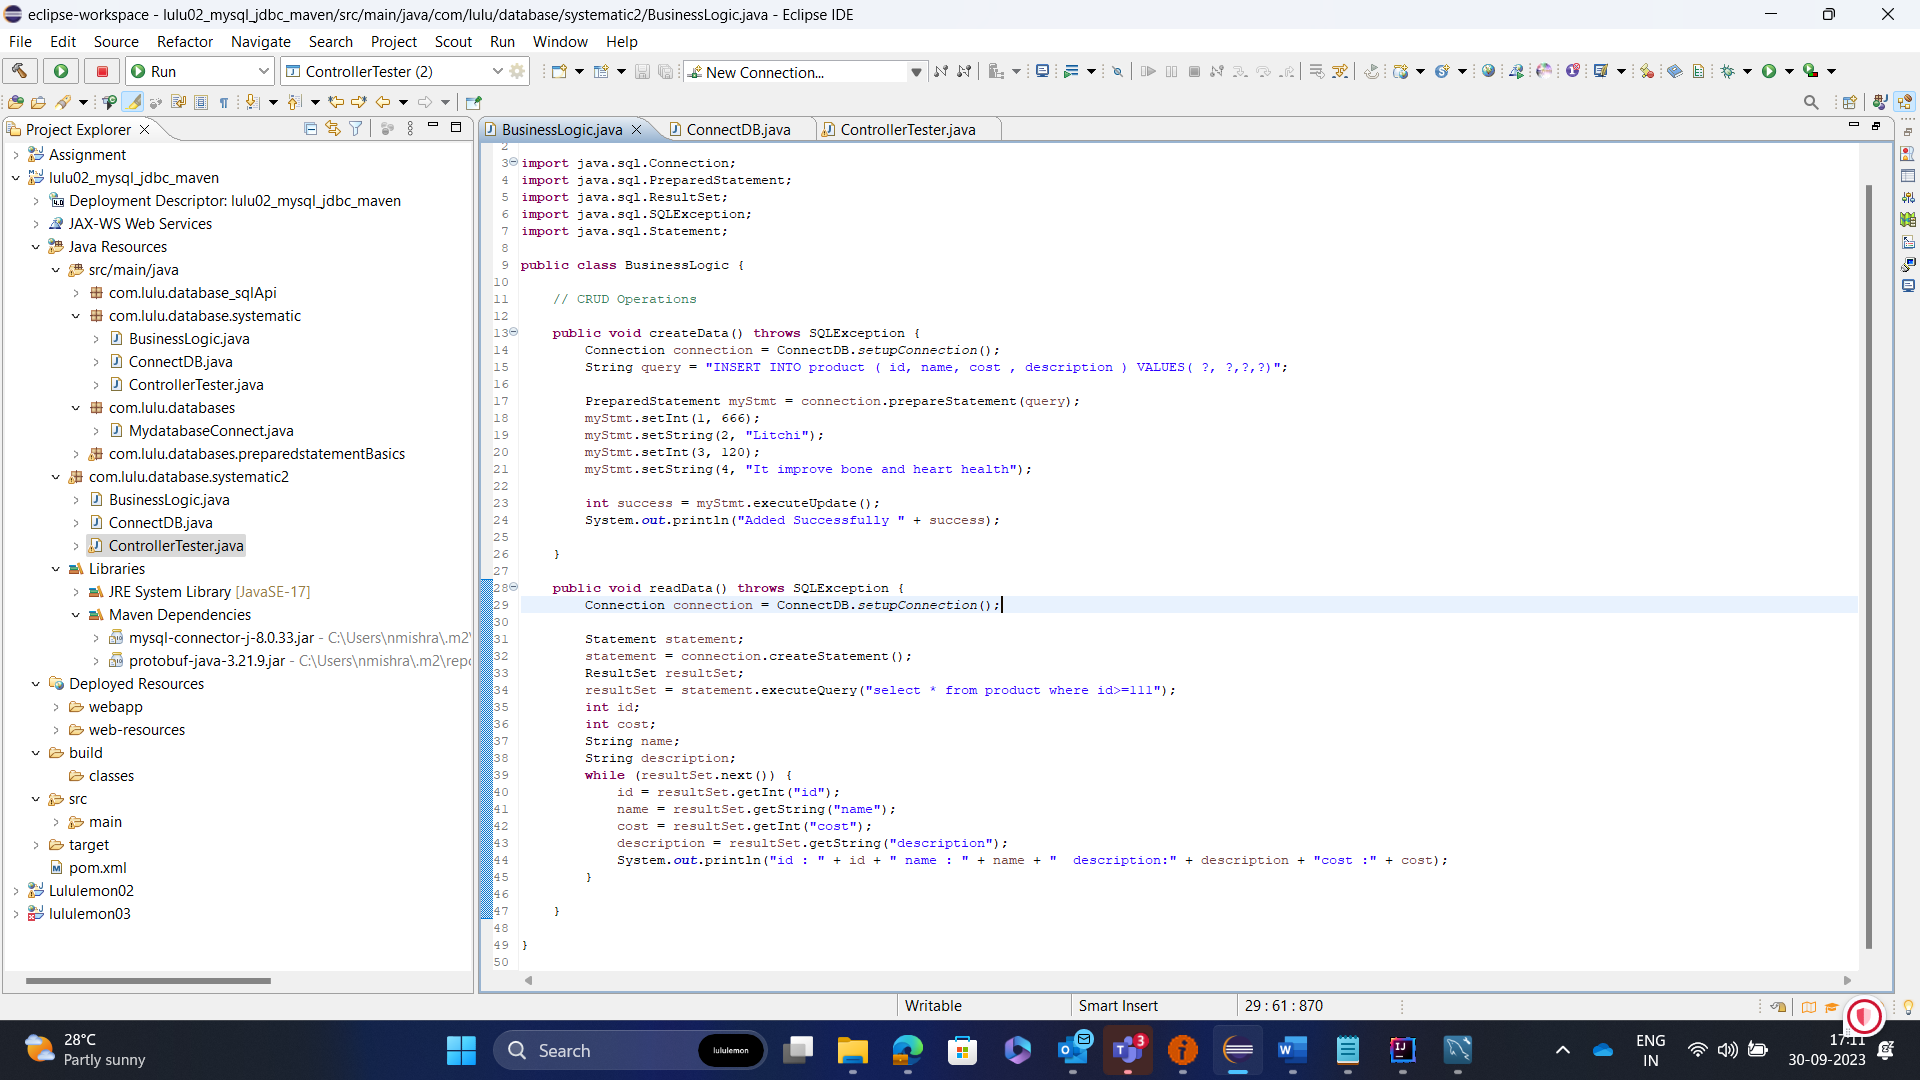 eclipse-workspace - lulu02_mysql_jdbc_maven/src/main/java/com/lulu/database/systematic2/BusinessLogic.java - Eclipse IDE
File Edit Source Refactor Navigate Search Project Scout Run Window Help
Run
ControllerTester (2)
New Connection...
Project Explorer
Assignment
lulu02_mysql_jdbc_maven
Deployment Descriptor: lulu02_mysql_jdbc_maven
JAX-WS Web Services
Java Resources
src/main/java
com.lulu.database_sqlApi
com.lulu.database.systematic
BusinessLogic.java
ConnectDB.java
ControllerTester.java
com.lulu.databases
MydatabaseConnect.java
com.lulu.databases.preparedstatementBasics
com.lulu.database.systematic2
BusinessLogic.java
ConnectDB.java
ControllerTester.java
Libraries
JRE System Library [JavaSE-17]
Maven Dependencies
mysql-connector-j-8.0.33.jar - C:\Users\nmishra\.m2\
protobuf-java-3.21.9.jar - C:\Users\nmishra\.m2\repo
Deployed Resources
webapp
web-resources
build
classes
src
main
target
pom.xml
Lululemon02
lululemon03
BusinessLogic.java ConnectDB.java ControllerTester.java
2
3 import java.sql.Connection;
4 import java.sql.PreparedStatement;
5 import java.sql.ResultSet;
6 import java.sql.SQLException;
7 import java.sql.Statement;
8
9 public class BusinessLogic {
10
11 // CRUD Operations
12
13 public void createData() throws SQLException {
14 Connection connection = ConnectDB.setupConnection();
15 String query = "INSERT INTO product ( id, name, cost , description ) VALUES( ?, ?,?,?)";
16
17 PreparedStatement myStmt = connection.prepareStatement(query);
18 myStmt.setInt(1, 666);
19 myStmt.setString(2, "Litchi");
20 myStmt.setInt(3, 120);
21 myStmt.setString(4, "It improve bone and heart health");
22
23 int success = myStmt.executeUpdate();
24 System.out.println("Added Successfully " + success);
25
26 }
27
28 public void readData() throws SQLException {
29 Connection connection = ConnectDB.setupConnection();
30
31 Statement statement;
32 statement = connection.createStatement();
33 ResultSet resultSet;
34 resultSet = statement.executeQuery("select * from product where id>=111");
35 int id;
36 int cost;
37 String name;
38 String description;
39 while (resultSet.next()) {
40 id = resultSet.getInt("id");
41 name = resultSet.getString("name");
42 cost = resultSet.getInt("cost");
43 description = resultSet.getString("description");
44 System.out.println("id : " + id + " name : " + name + "  description:" + description + "cost :" + cost);
45 }
46
47 }
48
49 }
50
Writable Smart Insert 29 : 61 : 870
28°C
Partly sunny
Search
lululemon
3
ENG
IN
17:11
30-09-2023